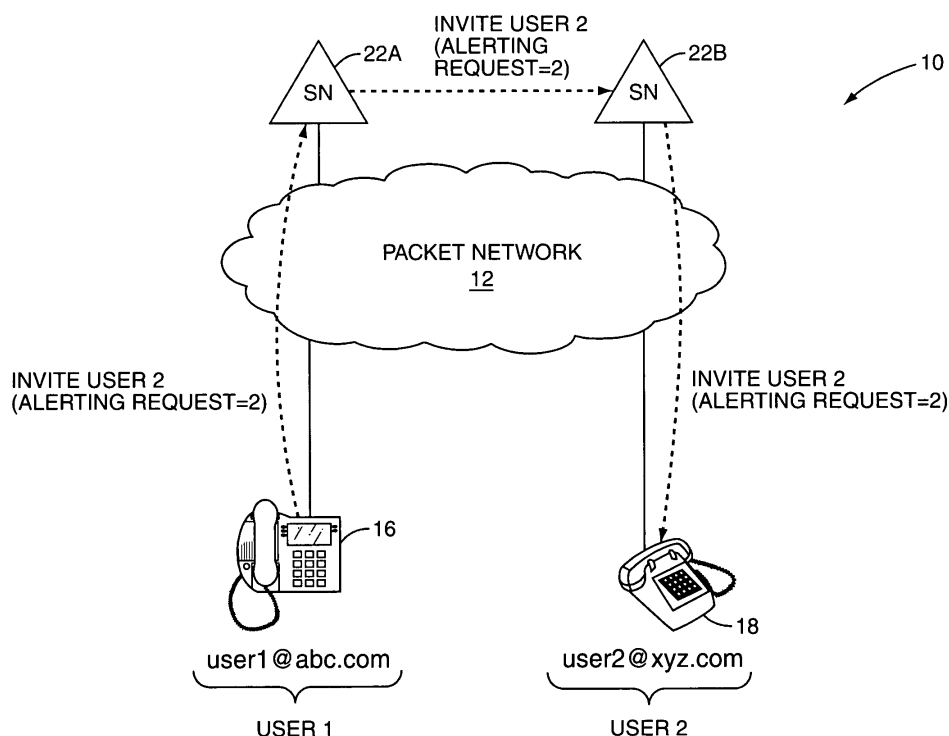 INVITE USER 2
(ALERTING
REQUEST=2)
22A
22B
10
SN
SN
PACKET NETWORK
12
INVITE USER 2
(ALERTING REQUEST=2)
INVITE USER 2
(ALERTING REQUEST=2)
16
18
user1@abc.com
user2@xyz.com
USER 1
USER 2